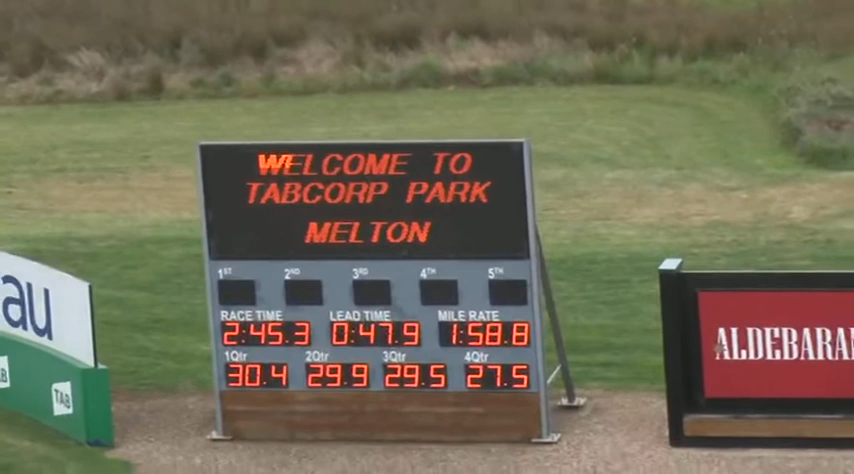 WELCOME TO
TABCORP PARK
MELTON
1ST 2ND 3RD 4TH 5TH
RACE TIME LEAD TIME MILE RATE
2:45.3 0:47.9 1:58.8
1Qtr 2Qtr 3Qtr 4Qtr
30.4 29.9 29.5 27.5
au
TAB
ALDEBARAN